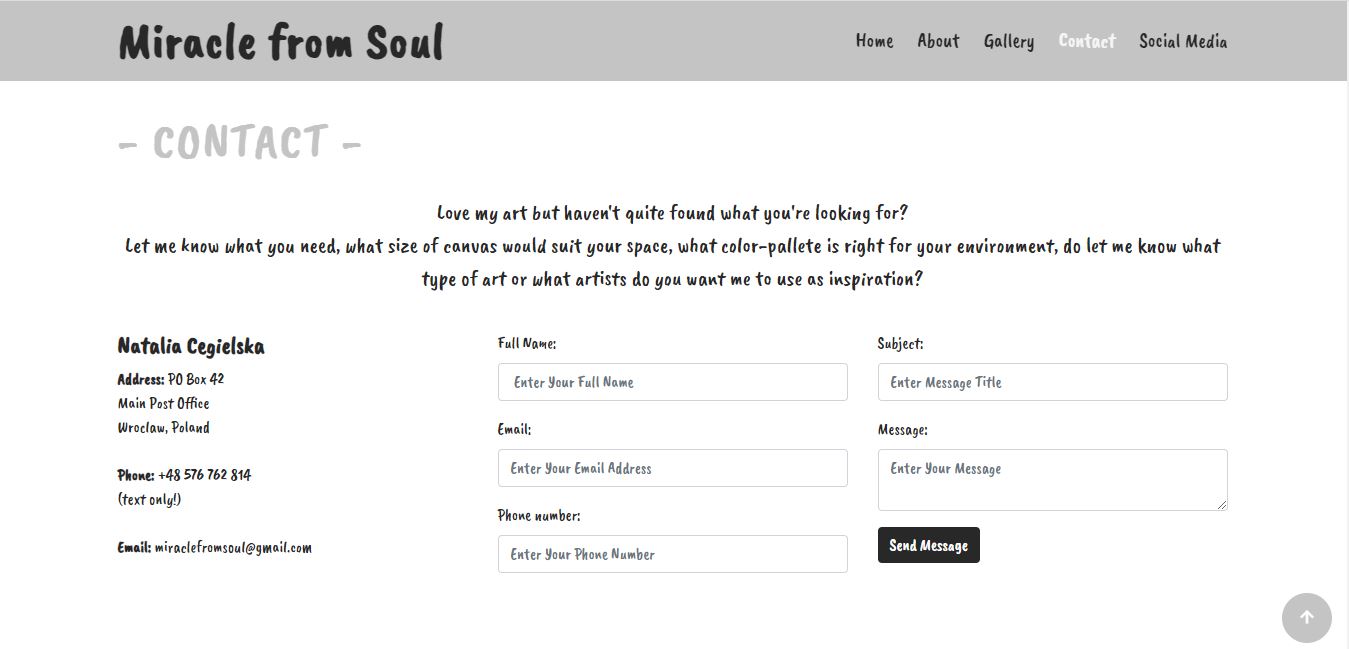 Miracle from Soul
Home About Gallery Contact Social Media
- CONTACT -
Love my art but haven't quite found what you're looking for?
Let me know what you need, what size of canvas would suit your space, what color-pallete is right for your environment, do let me know what
type of art or what artists do you want me to use as inspiration?
Natalia Cegielska
Address: PO Box 42
Main Post Office
Wroclaw, Poland
Phone: +48 576 762 814
(text only!)
Email: miraclefromsoul@gmail.com
Full Name:
Enter Your Full Name
Email:
Enter Your Email Address
Phone number:
Enter Your Phone Number
Subject:
Enter Message Title
Message:
Enter Your Message
Send Message